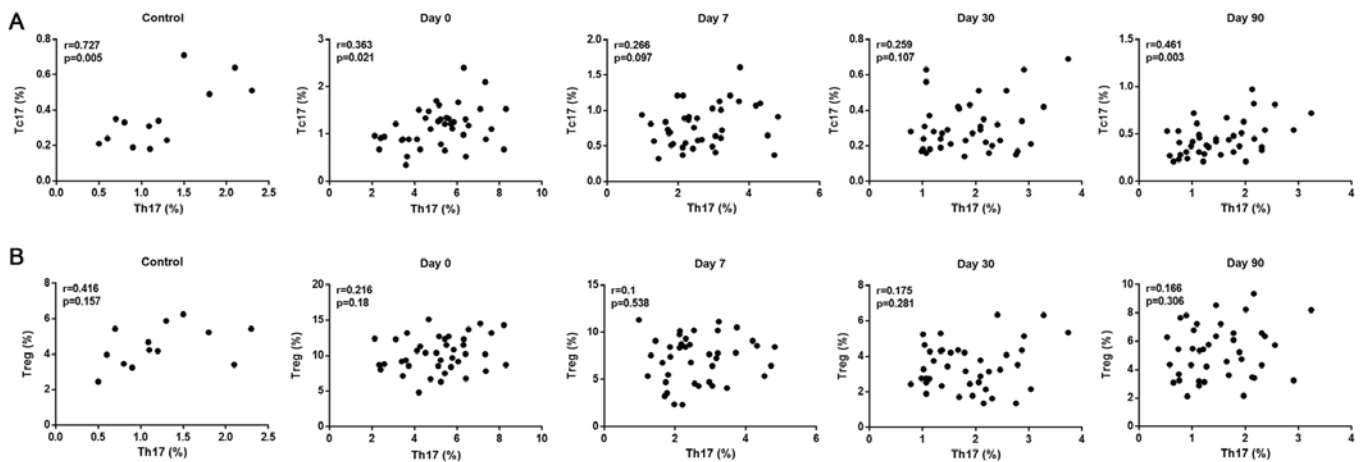 A
Control
Day 0
Day 7
Day 30
Day 90
r=0.727
p=0.005
r=0.363
p=0.021
r=0.266
p=0.097
r=0.259
p=0.107
r=0.461
p=0.003
Tc17 (%)
0.8
0.6
0.4
0.2
0.0
Tc17 (%)
3
2
1
0
Tc17 (%)
2.0
1.5
1.0
0.5
0.0
Tc17 (%)
0.8
0.6
0.4
0.2
0.0
Tc17 (%)
1.5
1.0
0.5
0.0
0.0 0.5 1.0 1.5 2.0 2.5
0 2 4 6 8 10
0 2 4 6
0 1 2 3 4
0 1 2 3 4
Th17 (%)
Th17 (%)
Th17 (%)
Th17 (%)
Th17 (%)
B
Control
Day 0
Day 7
Day 30
Day 90
r=0.416
p=0.157
r=0.216
p=0.18
r=0.1
p=0.538
r=0.175
p=0.281
r=0.166
p=0.306
Treg (%)
8
6
4
2
0
Treg (%)
20
15
10
5
0
Treg (%)
15
10
5
0
Treg (%)
8
6
4
2
0
Treg (%)
10
8
6
4
2
0
0.0 0.5 1.0 1.5 2.0 2.5
0 2 4 6 8 10
0 2 4 6
0 1 2 3 4
0 1 2 3 4
Th17 (%)
Th17 (%)
Th17 (%)
Th17 (%)
Th17 (%)